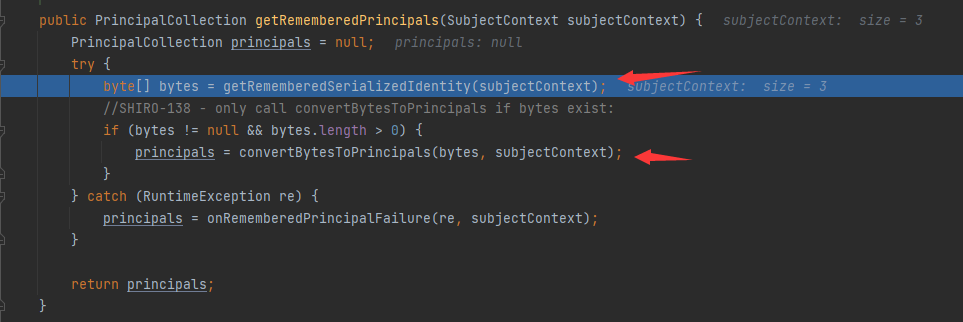 public PrincipalCollection getRememberedPrincipals(SubjectContext subjectContext) {   subjectContext:  size = 3
    PrincipalCollection principals = null;   principals: null
    try {
        byte[] bytes = getRememberedSerializedIdentity(subjectContext);   subjectContext:  size = 3
        //SHIRO-138 - only call convertBytesToPrincipals if bytes exist:
        if (bytes != null && bytes.length > 0) {
            principals = convertBytesToPrincipals(bytes, subjectContext);
        }
    } catch (RuntimeException re) {
        principals = onRememberedPrincipalFailure(re, subjectContext);
    }
    return principals;
}